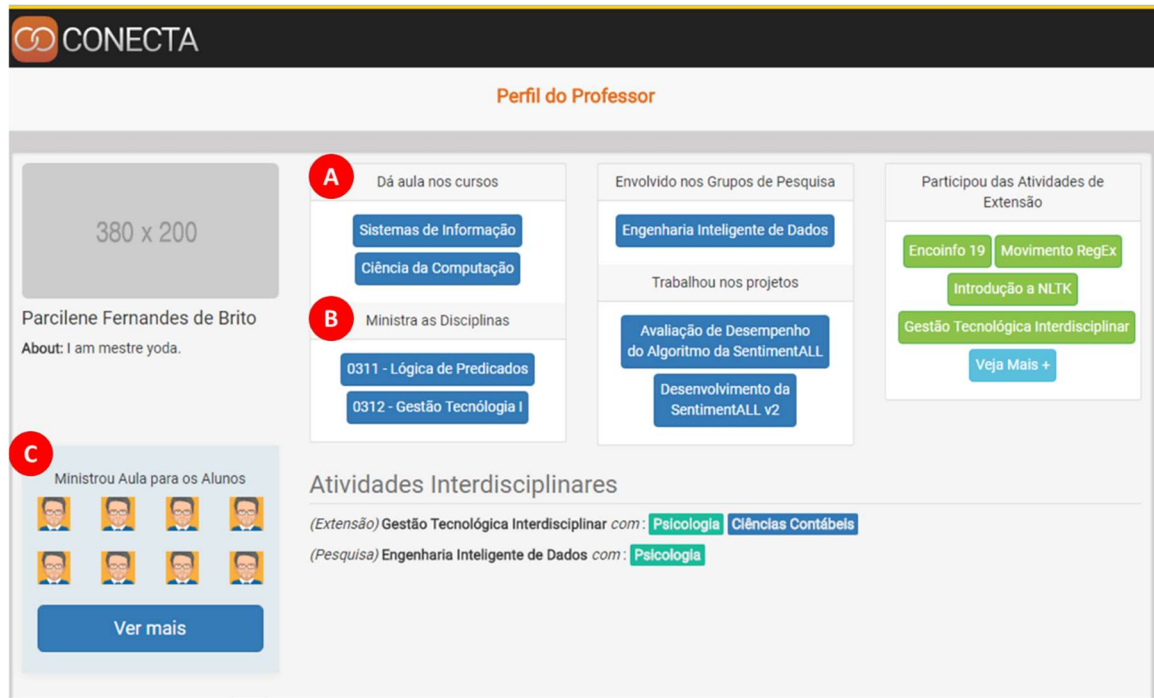 CONECTA
Perfil do Professor
380 x 200
Parcilene Fernandes de Brito
About: I am mestre yoda.
A
Dá aula nos cursos
Sistemas de Informação
Ciência da Computação
B
Ministra as Disciplinas
0311 - Lógica de Predicados
0312 - Gestão Tecnólogia I
Envolvido nos Grupos de Pesquisa
Engenharia Inteligente de Dados
Trabalhou nos projetos
Avaliação de Desempenho
do Algoritmo da SentimentALL
Desenvolvimento da
SentimentALL v2
Participou das Atividades de
Extensão
Encoinfo 19 Movimento RegEx
Introdução a NLTK
Gestão Tecnológica Interdisciplinar
Veja Mais +
C
Ministrou Aula para os Alunos
Ver mais
Atividades Interdisciplinares
(Extensão) Gestão Tecnológica Interdisciplinar com : Psicologia Ciências Contábeis
(Pesquisa) Engenharia Inteligente de Dados com : Psicologia